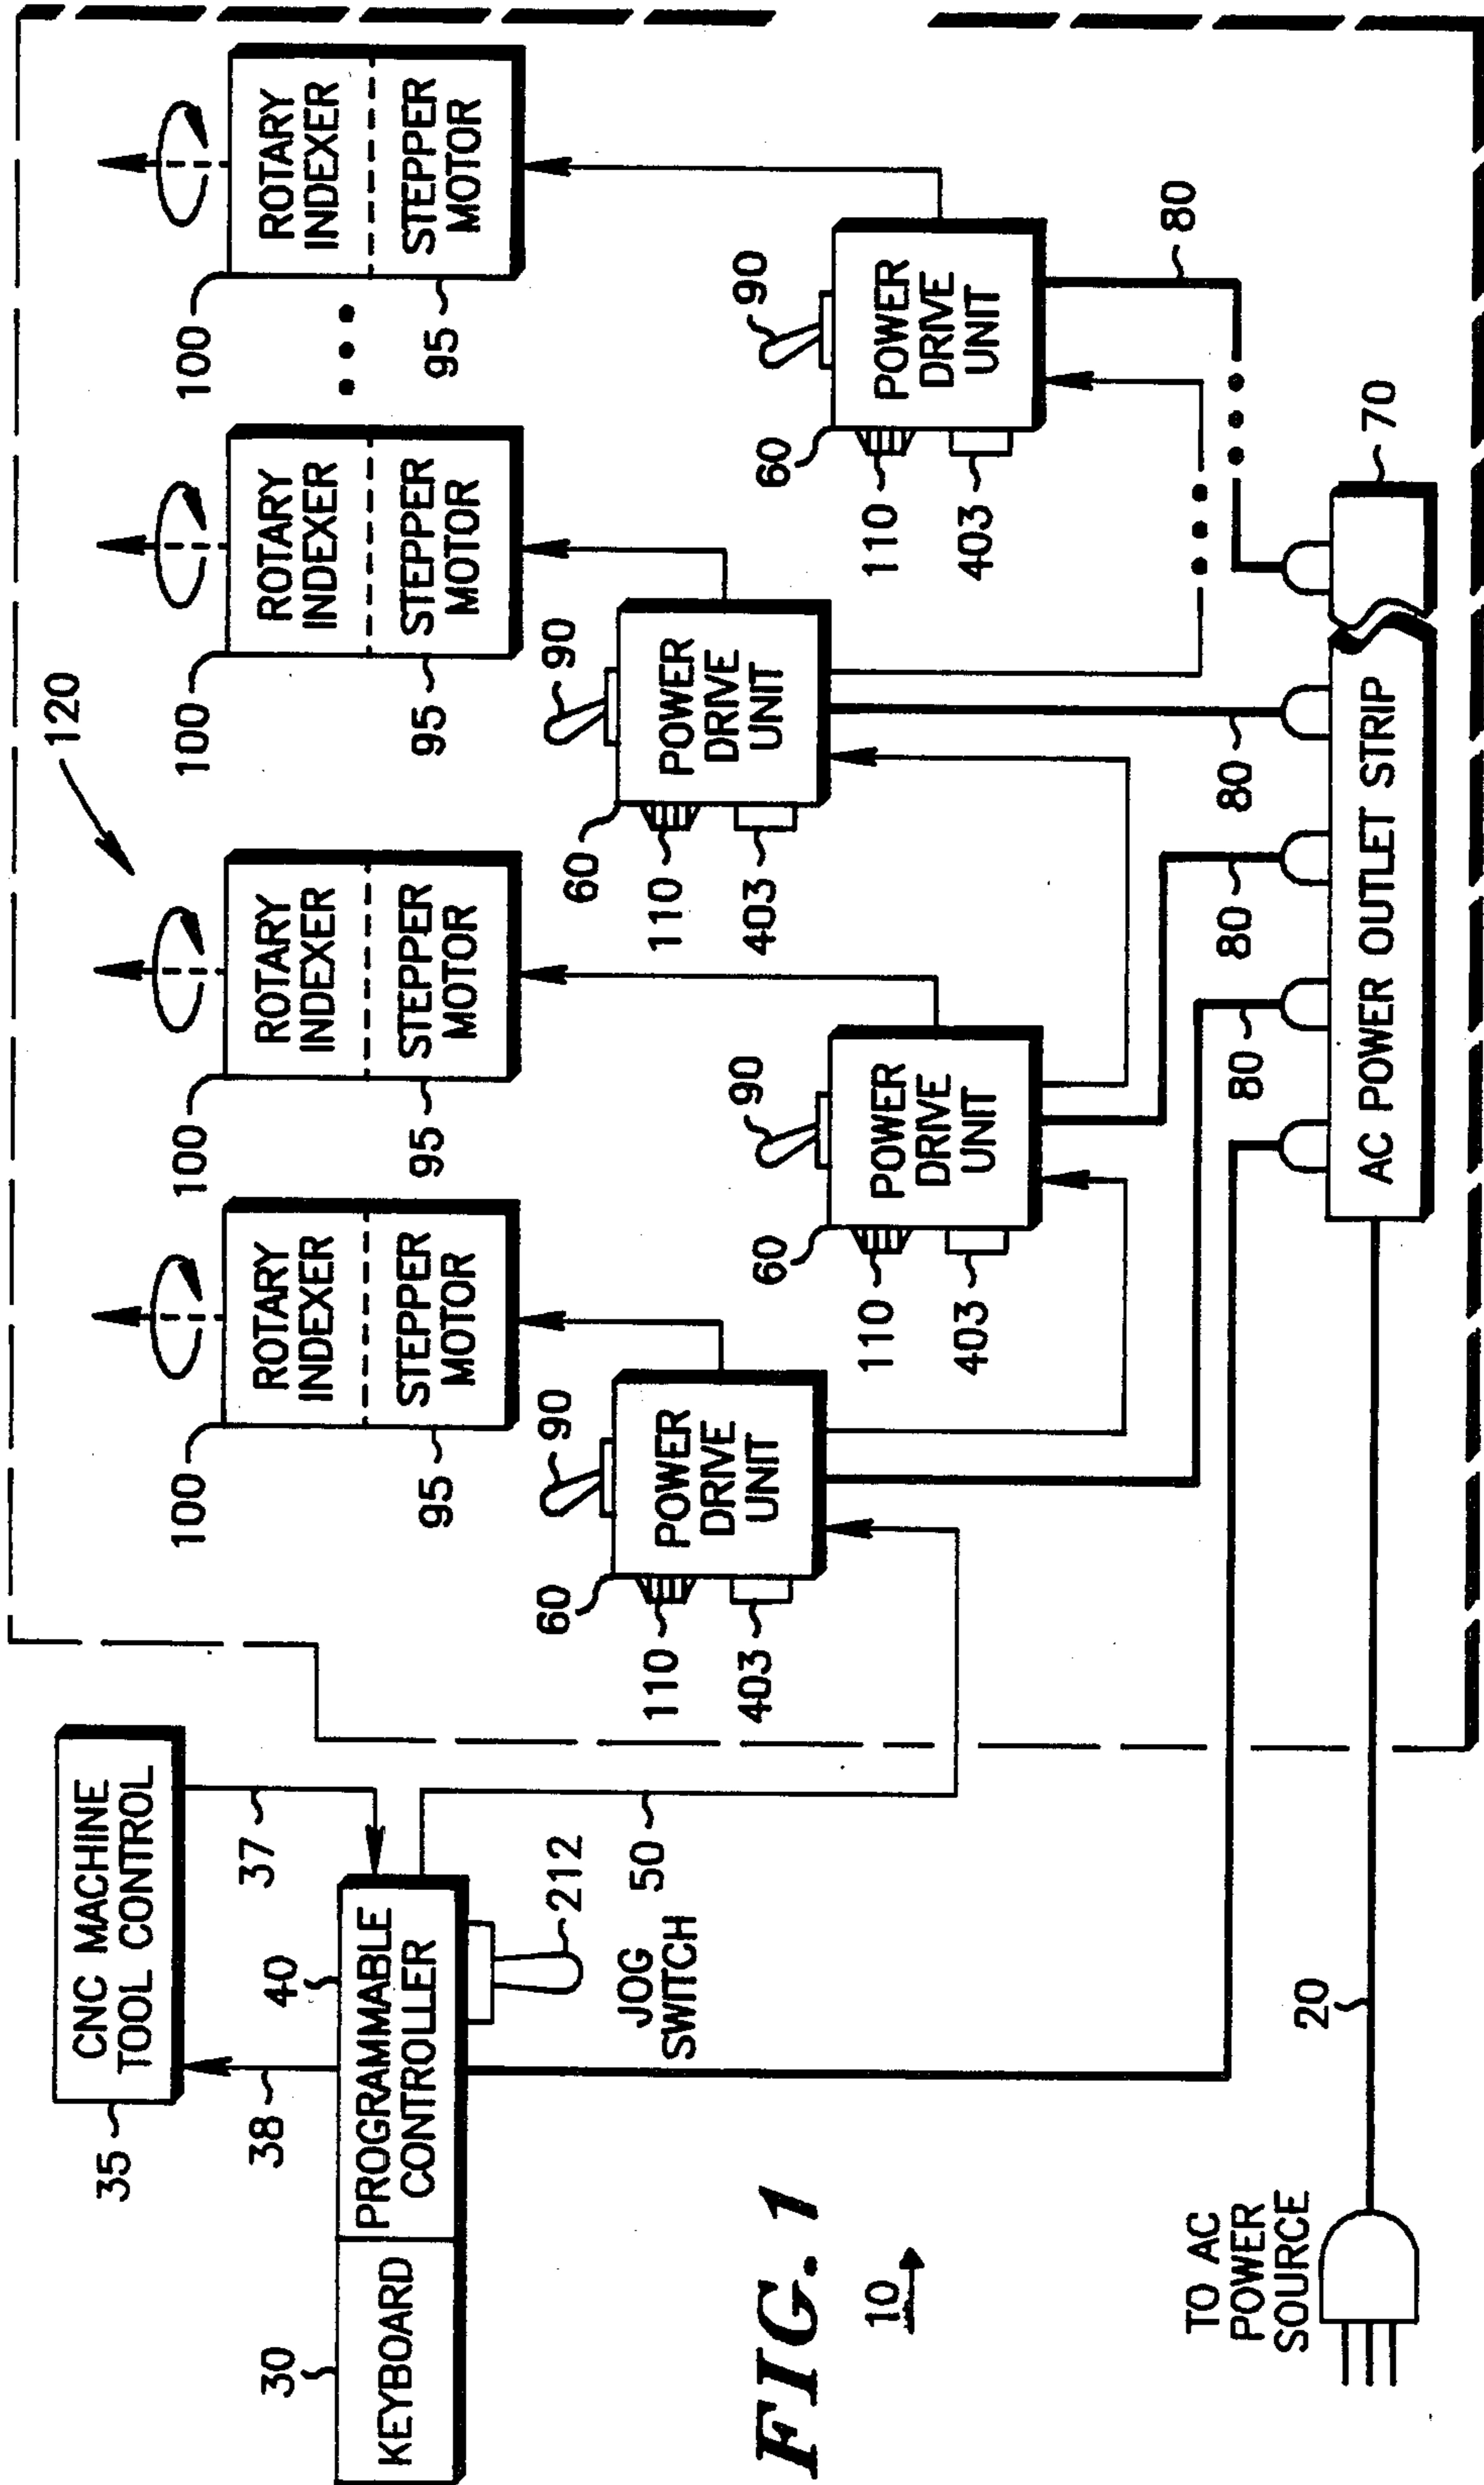 120
100
ROTARY
INDEXER
STEPPER
MOTOR
95
100
ROTARY
INDEXER
STEPPER
MOTOR
95
100
ROTARY
INDEXER
STEPPER
MOTOR
95
100
ROTARY
INDEXER
STEPPER
MOTOR
95
CNC MACHINE
TOOL CONTROL
35
37
38
30
KEYBOARD
40
PROGRAMMABLE
CONTROLLER
212
JOG
SWITCH
50
60
90
POWER
DRIVE
UNIT
110
403
60
90
POWER
DRIVE
UNIT
110
403
60
90
POWER
DRIVE
UNIT
110
403
60
90
POWER
DRIVE
UNIT
110
403
80
80
80
80
70
AC POWER OUTLET STRIP
20
TO AC
POWER
SOURCE
FIG. 1
10